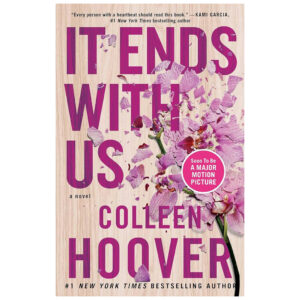 "Every person with a heartbeat should read this book." —KAMI GARCIA,
#1 New York Times bestselling author
IT ENDS
WITH
US
a novel
Soon To Be
A MAJOR
MOTION
PICTURE
COLLEEN
HOOVER
#1 NEW YORK TIMES BESTSELLING AUTHOR